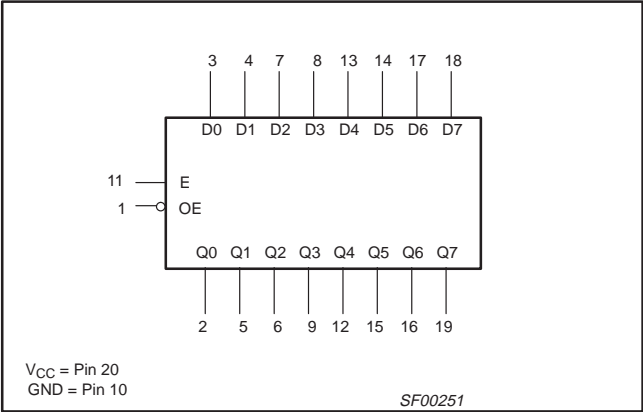 3 4 7 8 13 14 17 18
D0 D1 D2 D3 D4 D5 D6 D7
11 E
1 OE
Q0 Q1 Q2 Q3 Q4 Q5 Q6 Q7
2 5 6 9 12 15 16 19
VCC = Pin 20
GND = Pin 10
SF00251